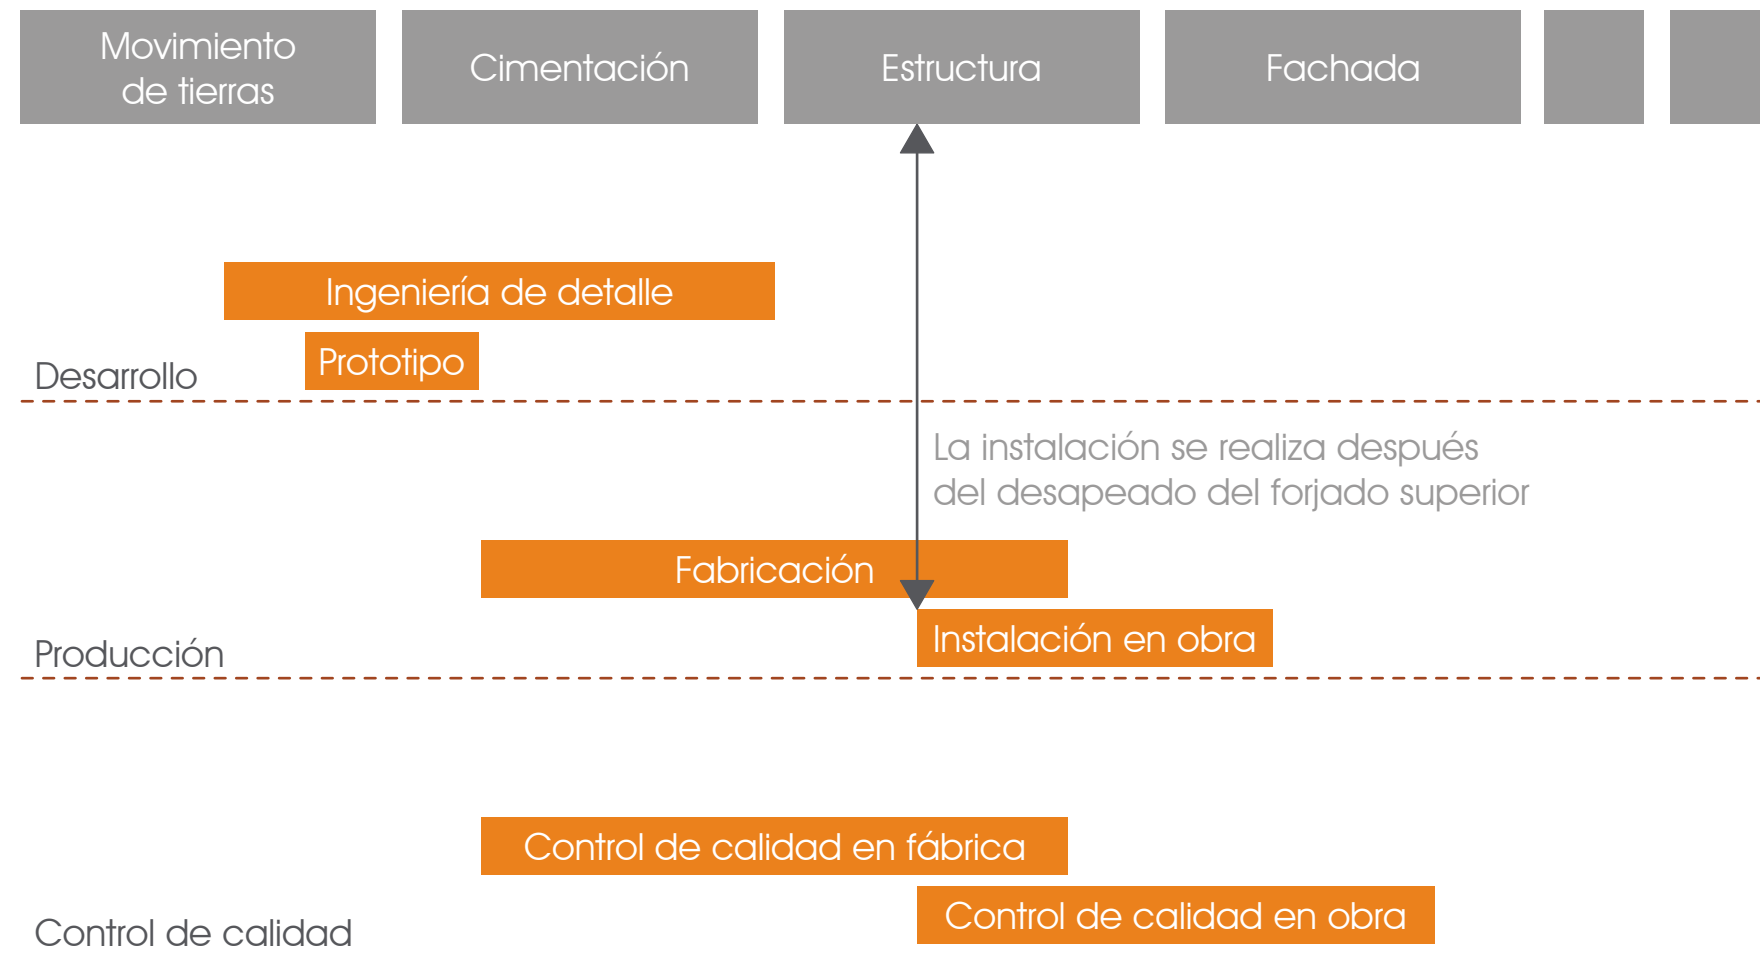 Movimiento
de tierras
Cimentación
Estructura
Fachada
Ingeniería de detalle
Prototipo
Desarrollo
La instalación se realiza después
del desapeado del forjado superior
Fabricación
Instalación en obra
Producción
Control de calidad en fábrica
Control de calidad en obra
Control de calidad